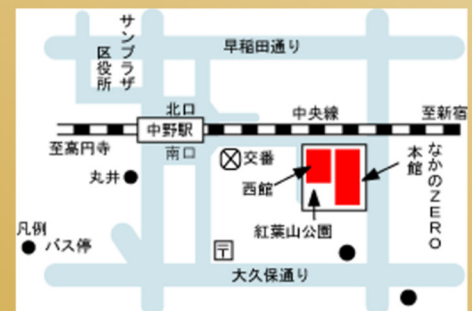 サンプラザ
区役所
早稲田通り
北口
中央線
至新宿
中野駅
至高円寺
南口
交番
丸井
西館
本館
なかのZERO
紅葉山公園
凡例
バス停
〒
大久保通り